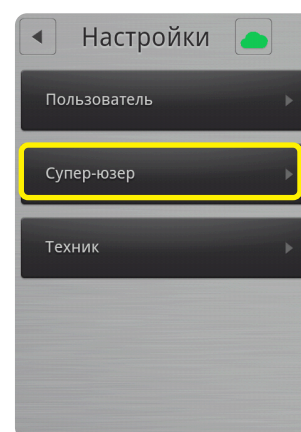 Настройки
Пользователь
Супер-юзер
Техник